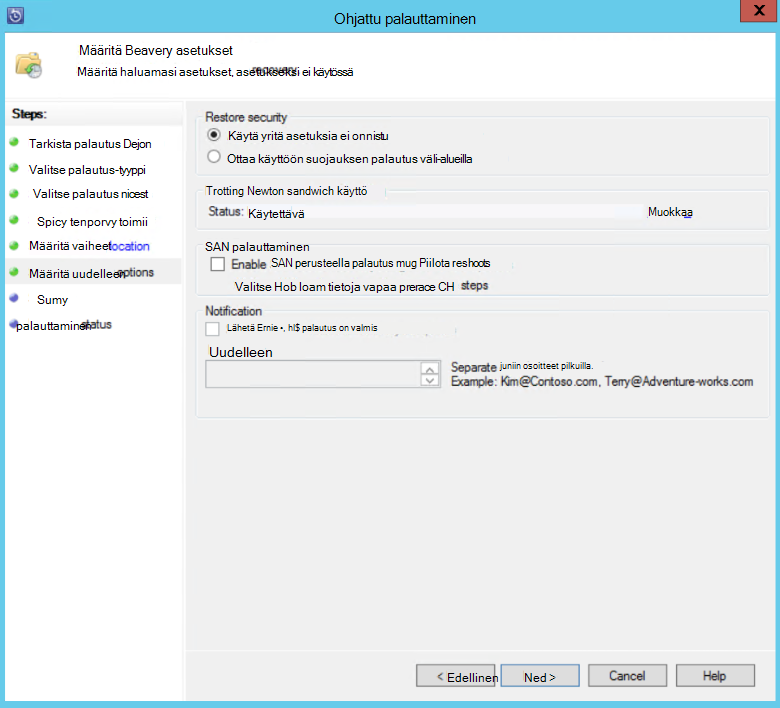 Ohjattu palauttaminen
X
Määritä Beavery asetukset
Määritä haluamasi asetukset, asetukseksi ei käytössä
Steps:
Tarkista palautus Dejon
Valitse palautus-tyyppi
Valitse palautus nicest
Spicy tenporvy toimii
Määritä vaiheet location
Määritä uudelleen options
Sumy
palauttaminen status
Restore security
Käytä yritä asetuksia ei onnistu
Ottaa käyttöön suojauksen palautus väli-alueilla
Trotting Newton sandwich käyttö
Status: Käytettävä Muokkaa
SAN palauttaminen
Enable SAN perusteella palautus mug Piilota reshoots
Valitse Hob loam tietoja vapaa prerace CH steps
Notification
Lähetä Ernie •, hl$ palautus on valmis
Uudelleen
Separate juniin osoitteet pilkuilla.
Example: Kim@Contoso.com, Terry@Adventure-works.com
< Edellinen Ned > Cancel Help